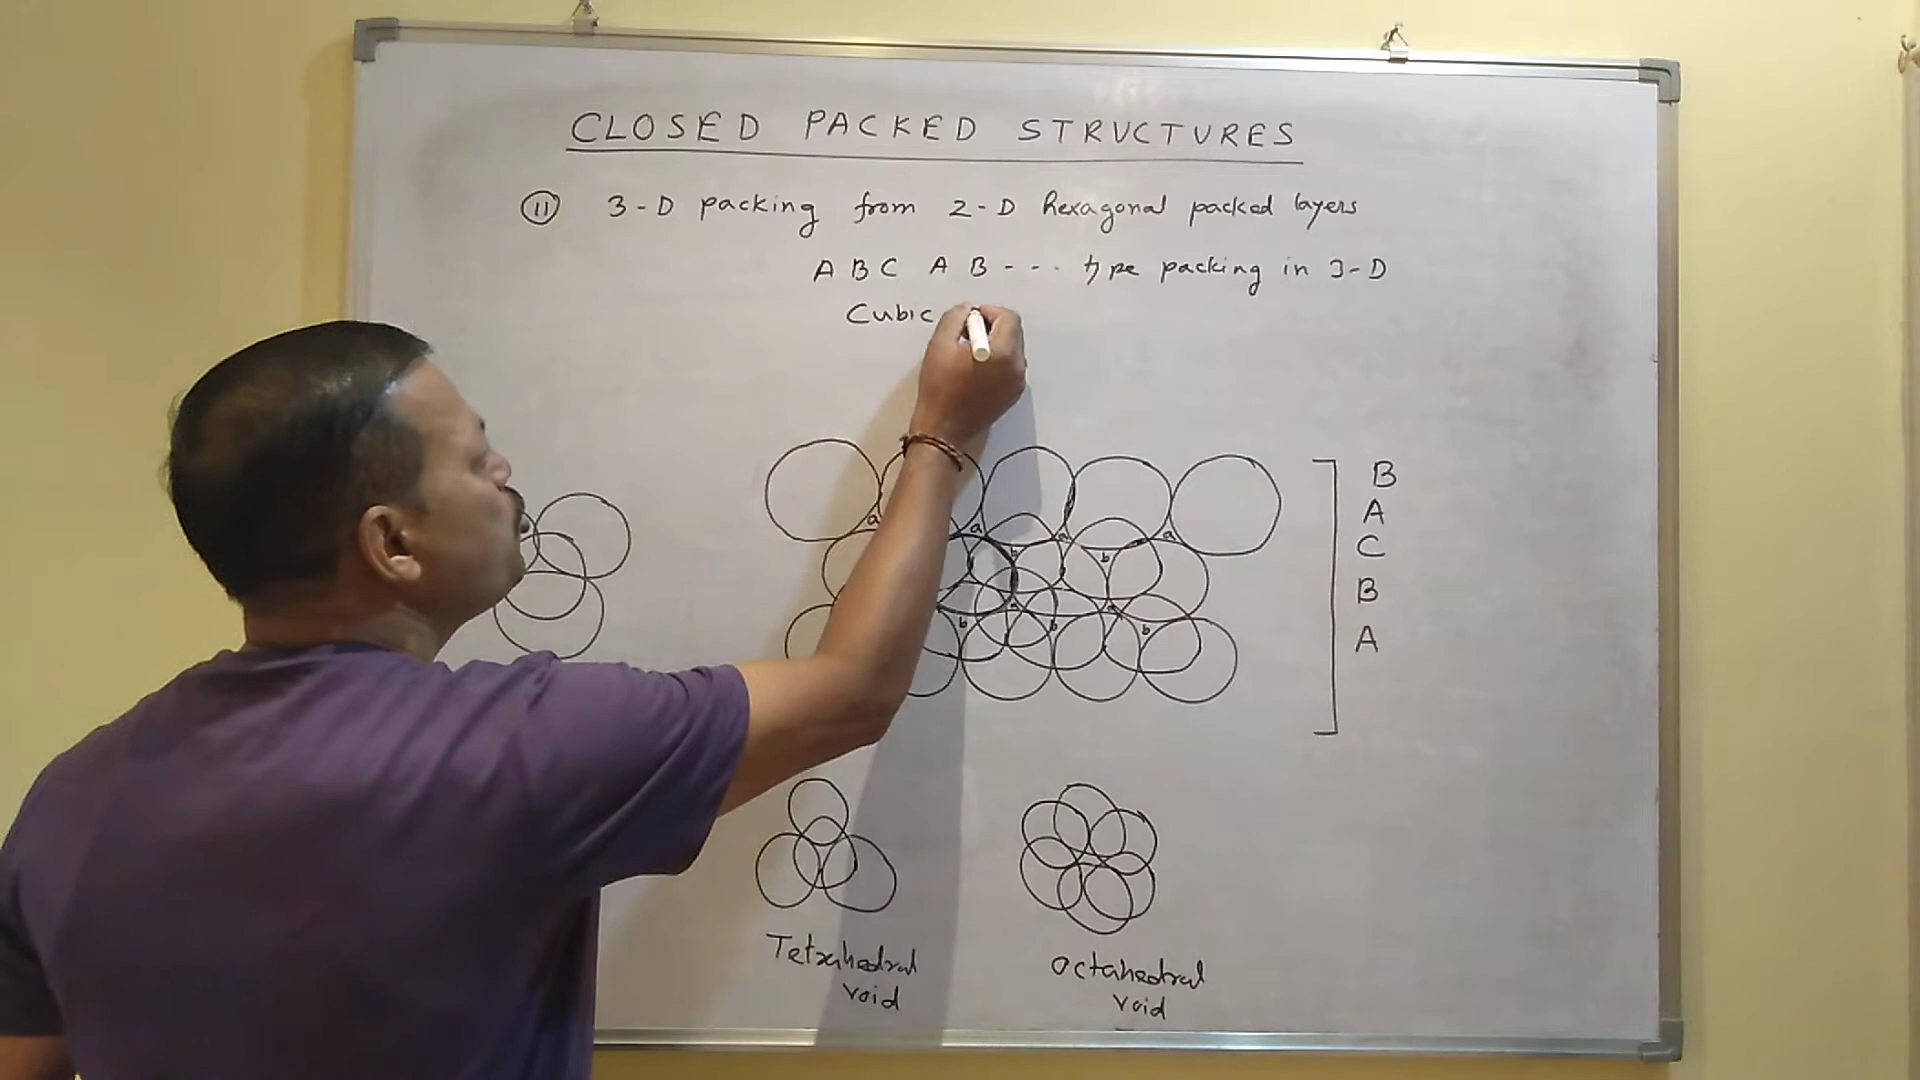 CLOSED PACKED STRUCTURES
(11) 3-D packing from 2-D hexagonal packed layers
A B C A B - - - type packing in 3-D
Cubic
a a a a
b b
a a
b b b
B
A
C
B
A
Tetrahedral
void
Octahedral
void